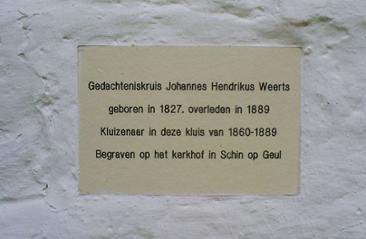 Gedachteniskruis Johannes Hendrikus Weerts
geboren in 1827. overleden in 1889
Kluizenaar in deze kluis van 1860-1889
Begraven op het kerkhof in Schin op Geul